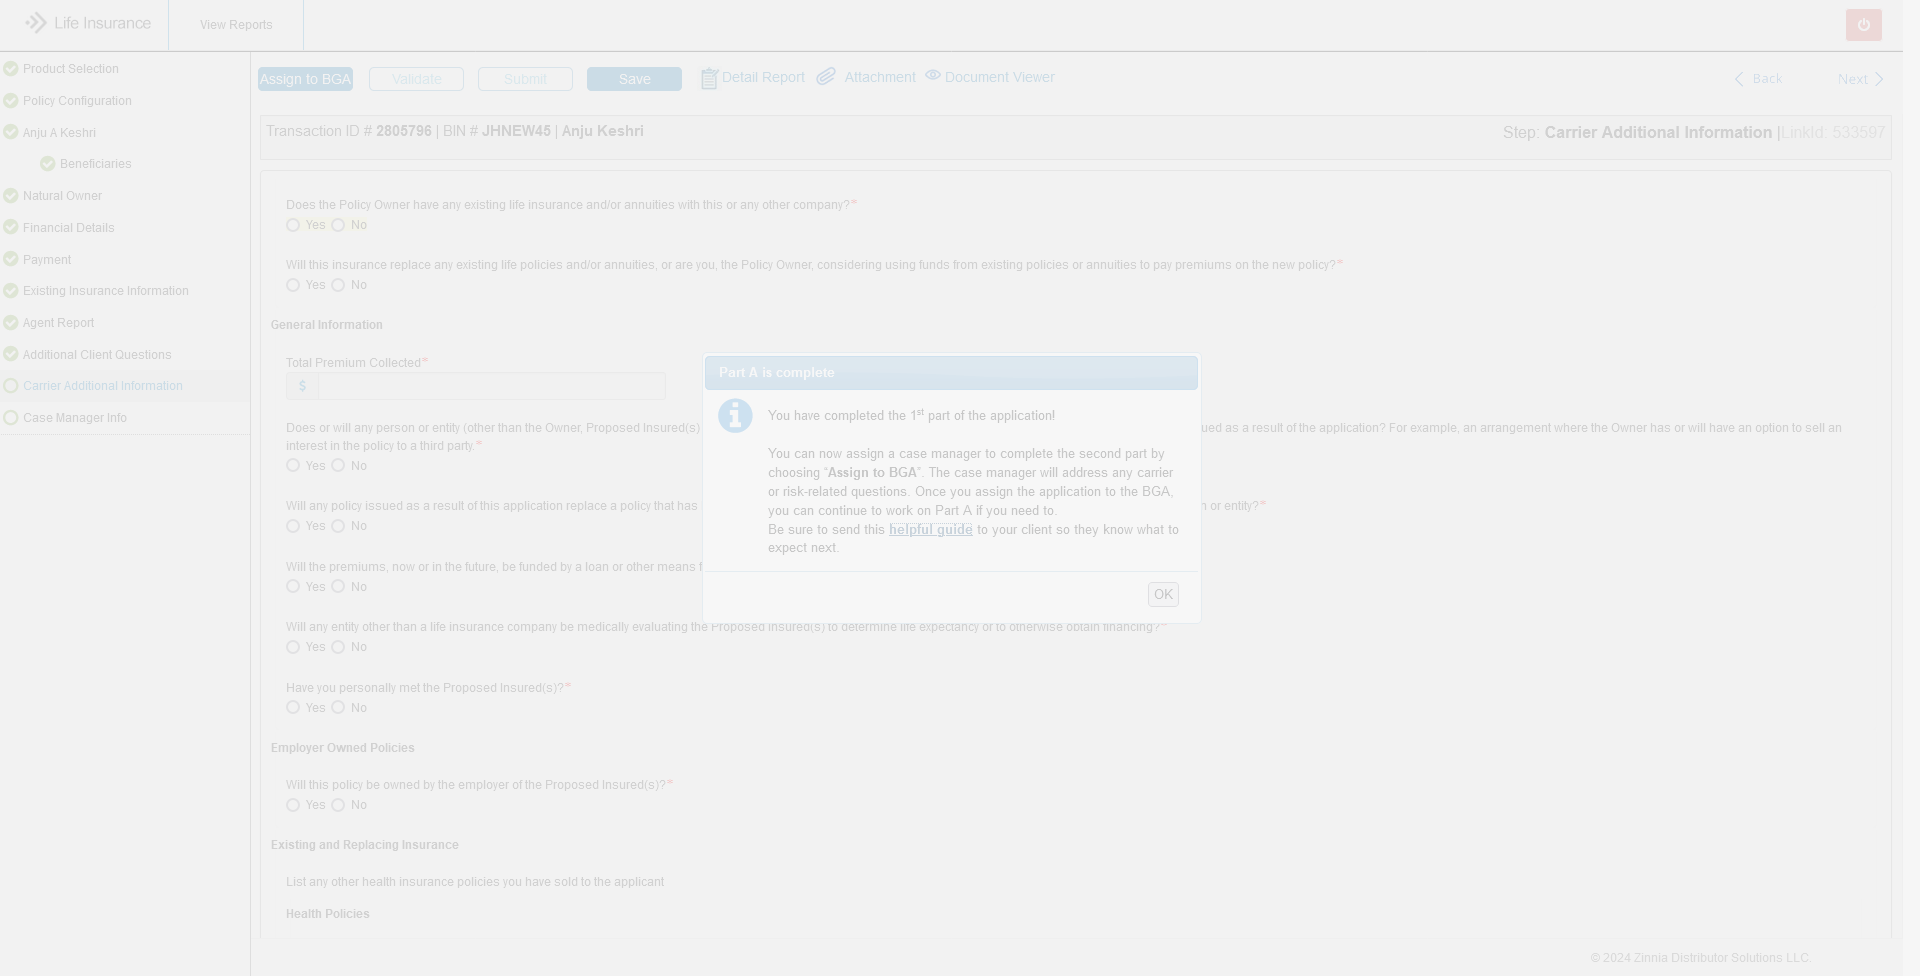 Life Insurance
View Reports
Product Selection
Policy Configuration
Anju A Keshri
Beneficiaries
Natural Owner
Financial Details
Payment
Existing Insurance Information
Agent Report
Additional Client Questions
Carrier Additional Information
Case Manager Info
Assign to BGA
Validate
Submit
Save
Detail Report
Attachment
Document Viewer
Back
Next
Transaction ID # 2805796 | BIN # JHNEW45 | Anju Keshri
Step: Carrier Additional Information |LinkId: 533597
Does the Policy Owner have any existing life insurance and/or annuities with this or any other company?*
Yes No
Will this insurance replace any existing life policies and/or annuities, or are you, the Policy Owner, considering using funds from existing policies or annuities to pay premiums on the new policy?*
Yes No
General Information
Total Premium Collected*
$
Does or will any person or entity (other than the Owner, Proposed Insured(s) ued as a result of the application? For example, an arrangement where the Owner has or will have an option to sell an
interest in the policy to a third party.*
Yes No
Will any policy issued as a result of this application replace a policy that has n or entity?*
Yes No
Will the premiums, now or in the future, be funded by a loan or other means
Yes No
Will any entity other than a life insurance company be medically evaluating the Proposed Insured(s) to determine life expectancy or to otherwise obtain financing?*
Yes No
Have you personally met the Proposed Insured(s)?*
Yes No
Employer Owned Policies
Will this policy be owned by the employer of the Proposed Insured(s)?*
Yes No
Existing and Replacing Insurance
List any other health insurance policies you have sold to the applicant
Health Policies
Part A is complete
You have completed the 1st part of the application!
You can now assign a case manager to complete the second part by
choosing "Assign to BGA". The case manager will address any carrier
or risk-related questions. Once you assign the application to the BGA,
you can continue to work on Part A if you need to.
Be sure to send this helpful guide to your client so they know what to
expect next.
OK
© 2024 Zinnia Distributor Solutions LLC.